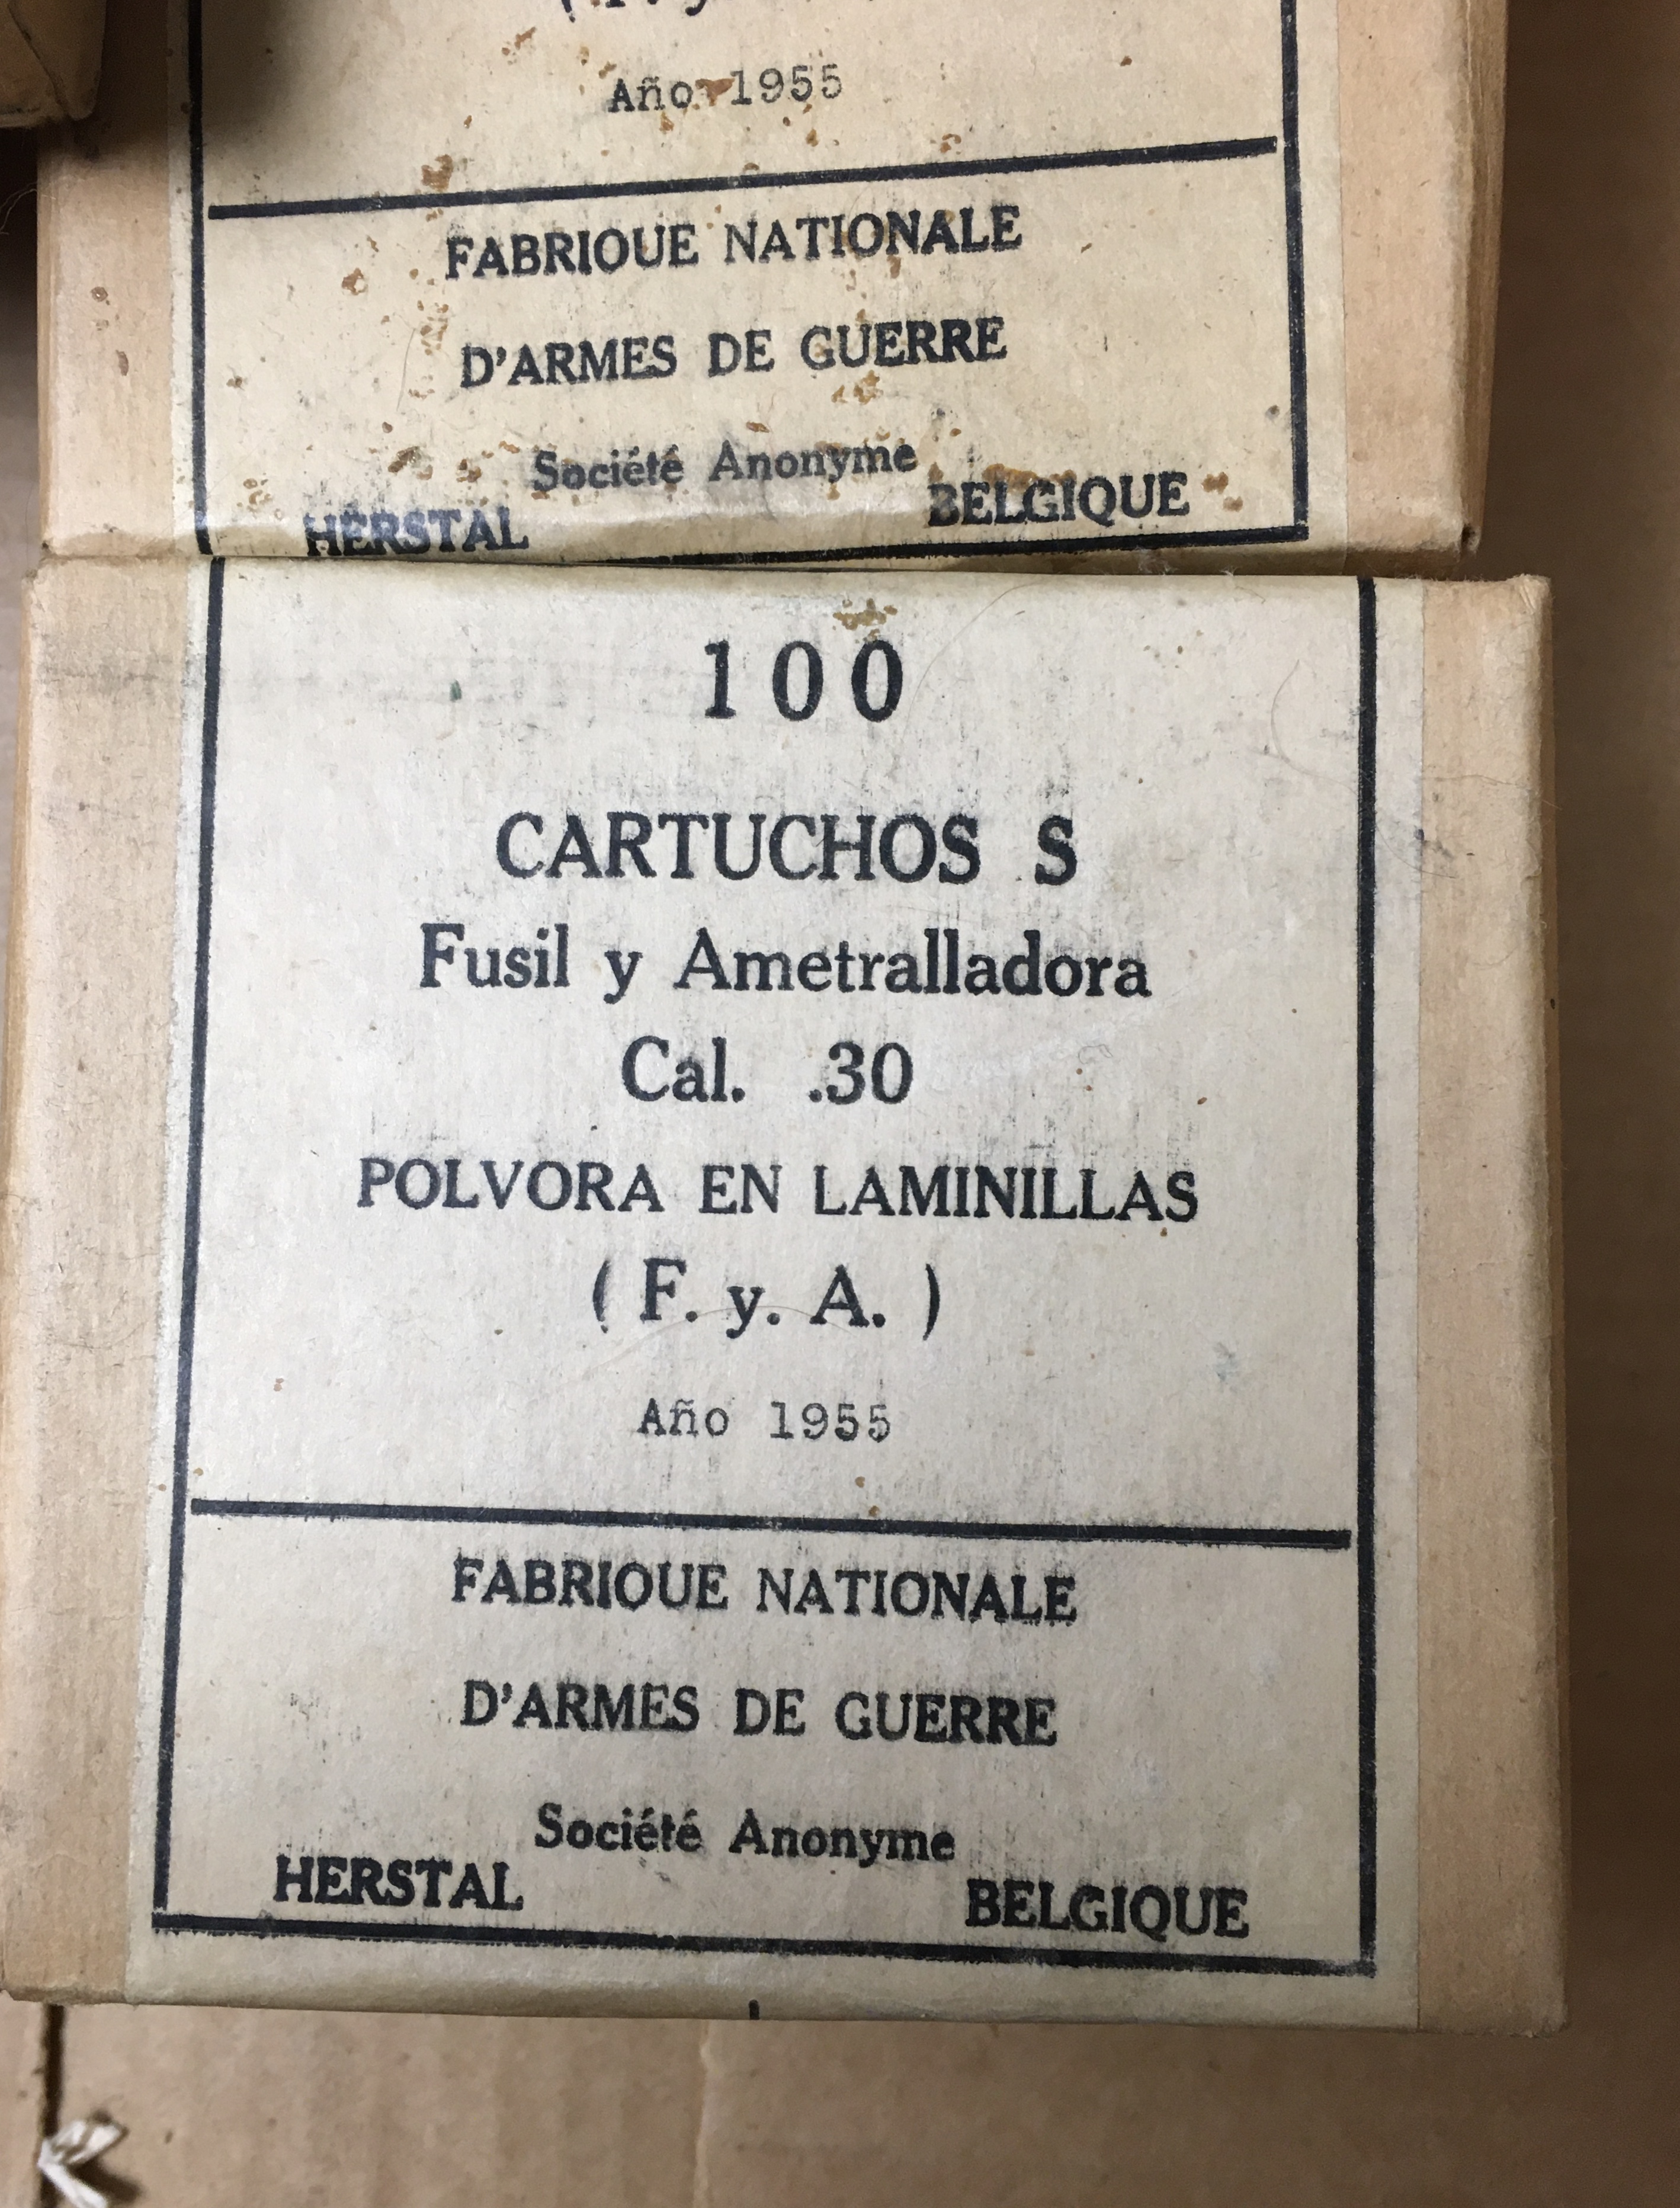 Año 1955
FABRIOUE NATIONALE
D'ARMES DE GUERRE
Société Anonyme
HERSTAL BELGIQUE
100
CARTUCHOS S
Fusil y Ametralladora
Cal. .30
POLVORA EN LAMINILLAS
( F. y. A. )
Año 1955
FABRIOUE NATIONALE
D'ARMES DE GUERRE
Société Anonyme
HERSTAL BELGIQUE